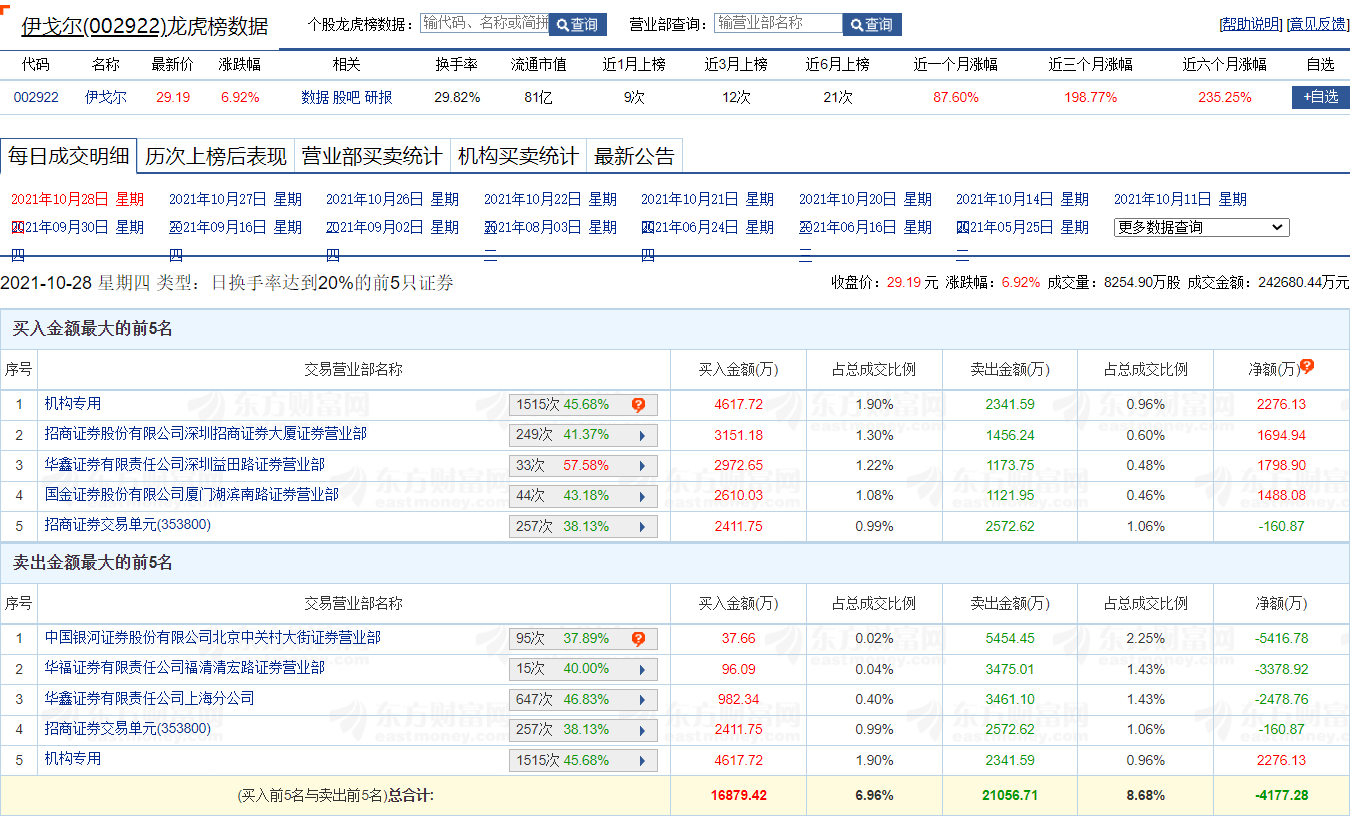 伊戈尔(002922)龙虎榜数据 个股龙虎榜数据： 输代码、名称或简拼 查询 营业部查询： 输营业部名称 查询 [帮助说明] [意见反馈]
代码 名称 最新价 涨跌幅 相关 换手率 流通市值 近1月上榜 近3月上榜 近6月上榜 近一个月涨幅 近三个月涨幅 近六个月涨幅 自选
002922 伊戈尔 29.19 6.92% 数据 股吧 研报 29.82% 81亿 9次 12次 21次 87.60% 198.77% 235.25% +自选
每日成交明细 历次上榜后表现 营业部买卖统计 机构买卖统计 最新公告
2021年10月28日 星期 2021年10月27日 星期 2021年10月26日 星期 2021年10月22日 星期 2021年10月21日 星期 2021年10月20日 星期 2021年10月14日 星期 2021年10月11日 星期
2021年09月30日 星期 2021年09月16日 星期 2021年09月02日 星期 2021年08月03日 星期 2021年06月24日 星期 2021年06月16日 星期 2021年05月25日 星期 更多数据查询
四 四 四 二 四 三 二
2021-10-28 星期四 类型：日换手率达到20%的前5只证券 收盘价：29.19 元 涨跌幅：6.92% 成交量：8254.90万股 成交金额：242680.44万元
买入金额最大的前5名
序号 交易营业部名称 买入金额(万) 占总成交比例 卖出金额(万) 占总成交比例 净额(万)
1 机构专用 1515次 45.68% 4617.72 1.90% 2341.59 0.96% 2276.13
2 招商证券股份有限公司深圳招商证券大厦证券营业部 249次 41.37% 3151.18 1.30% 1456.24 0.60% 1694.94
3 华鑫证券有限责任公司深圳益田路证券营业部 33次 57.58% 2972.65 1.22% 1173.75 0.48% 1798.90
4 国金证券股份有限公司厦门湖滨南路证券营业部 44次 43.18% 2610.03 1.08% 1121.95 0.46% 1488.08
5 招商证券交易单元(353800) 257次 38.13% 2411.75 0.99% 2572.62 1.06% -160.87
卖出金额最大的前5名
序号 交易营业部名称 买入金额(万) 占总成交比例 卖出金额(万) 占总成交比例 净额(万)
1 中国银河证券股份有限公司北京中关村大街证券营业部 95次 37.89% 37.66 0.02% 5454.45 2.25% -5416.78
2 华福证券有限责任公司福清清宏路证券营业部 15次 40.00% 96.09 0.04% 3475.01 1.43% -3378.92
3 华鑫证券有限责任公司上海分公司 647次 46.83% 982.34 0.40% 3461.10 1.43% -2478.76
4 招商证券交易单元(353800) 257次 38.13% 2411.75 0.99% 2572.62 1.06% -160.87
5 机构专用 1515次 45.68% 4617.72 1.90% 2341.59 0.96% 2276.13
(买入前5名与卖出前5名)总合计: 16879.42 6.96% 21056.71 8.68% -4177.28